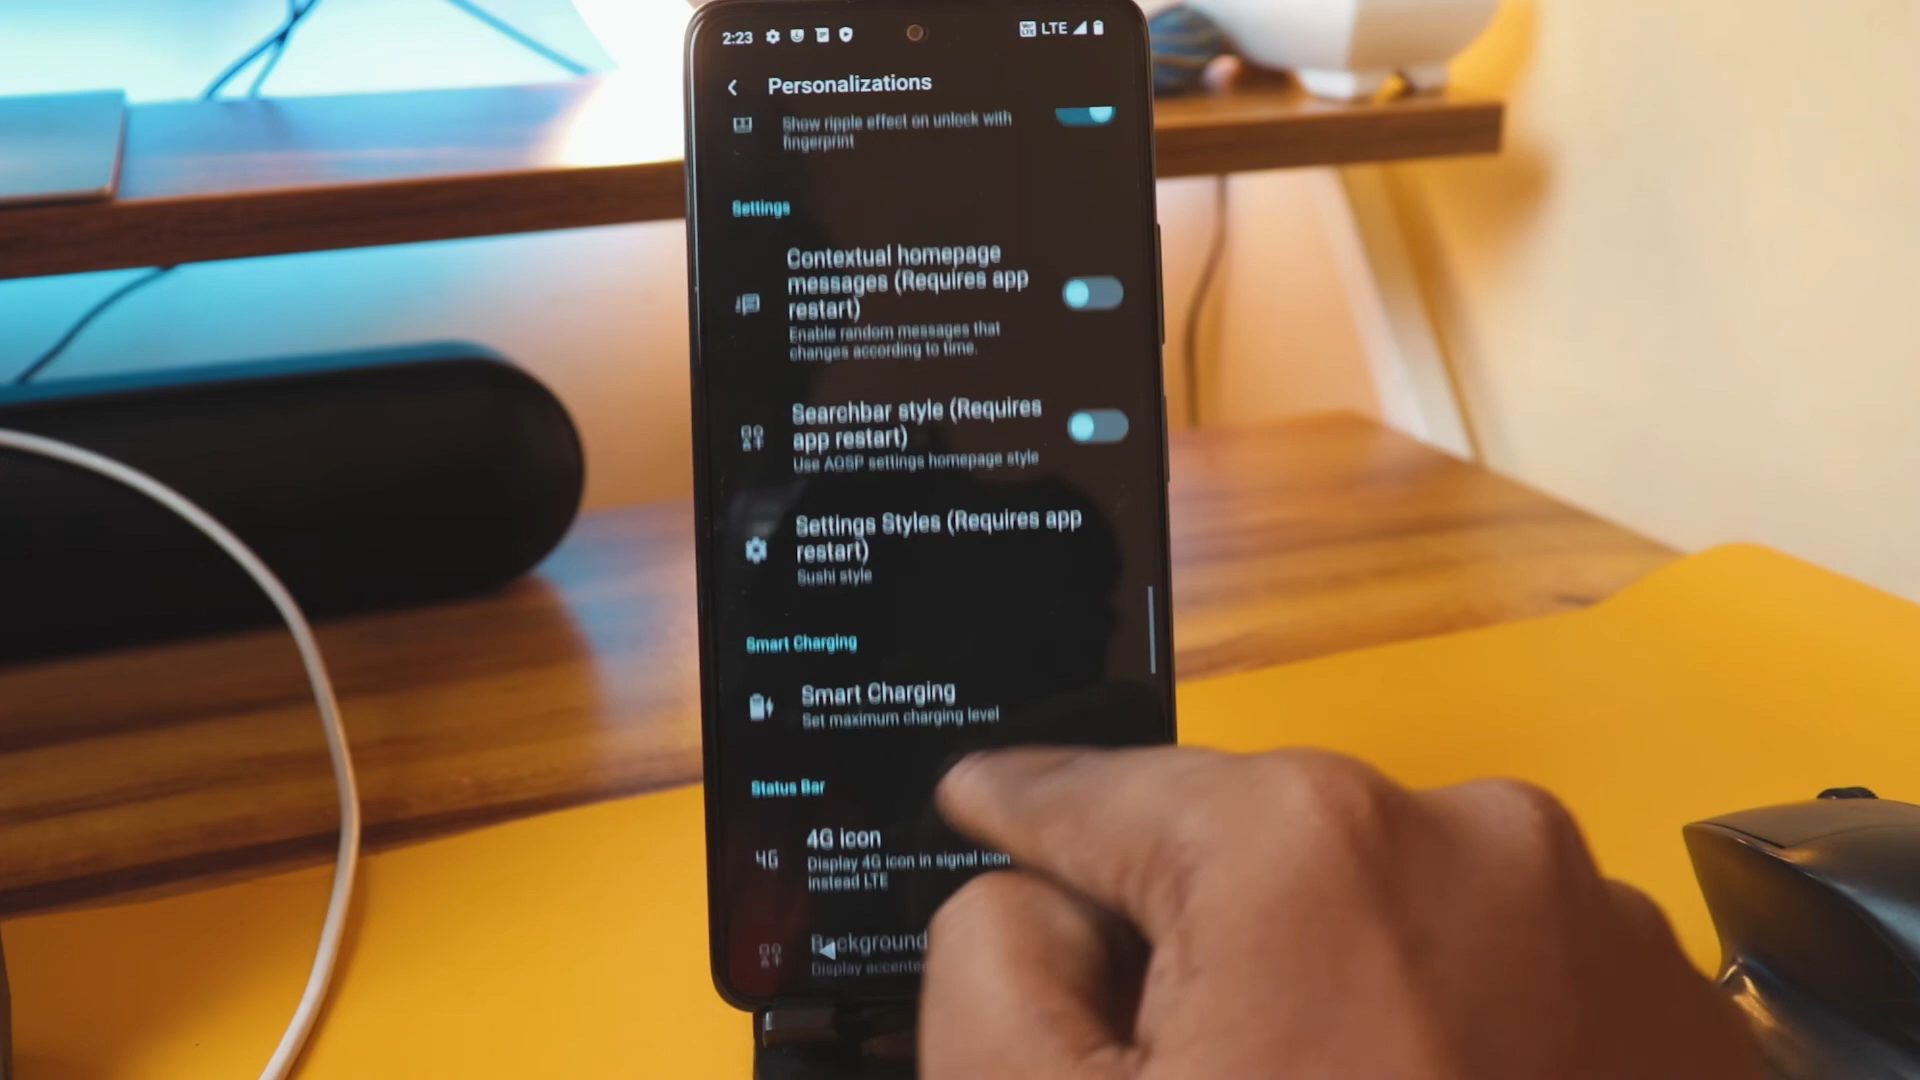 2:23
LTE
Personalizations
Show ripple effect on unlock with
fingerprint
Settings
Contextual homepage
messages (Requires app
restart)
Enable random messages that
changes according to time.
Searchbar style (Requires
app restart)
Use AOSP settings homepage style
Settings Styles (Requires app
restart)
Sushi style
Smart Charging
Smart Charging
Set maximum charging level
Status Bar
4G icon
4G
Display 4G icon in signal icon
instead LTE
Background
Display accented